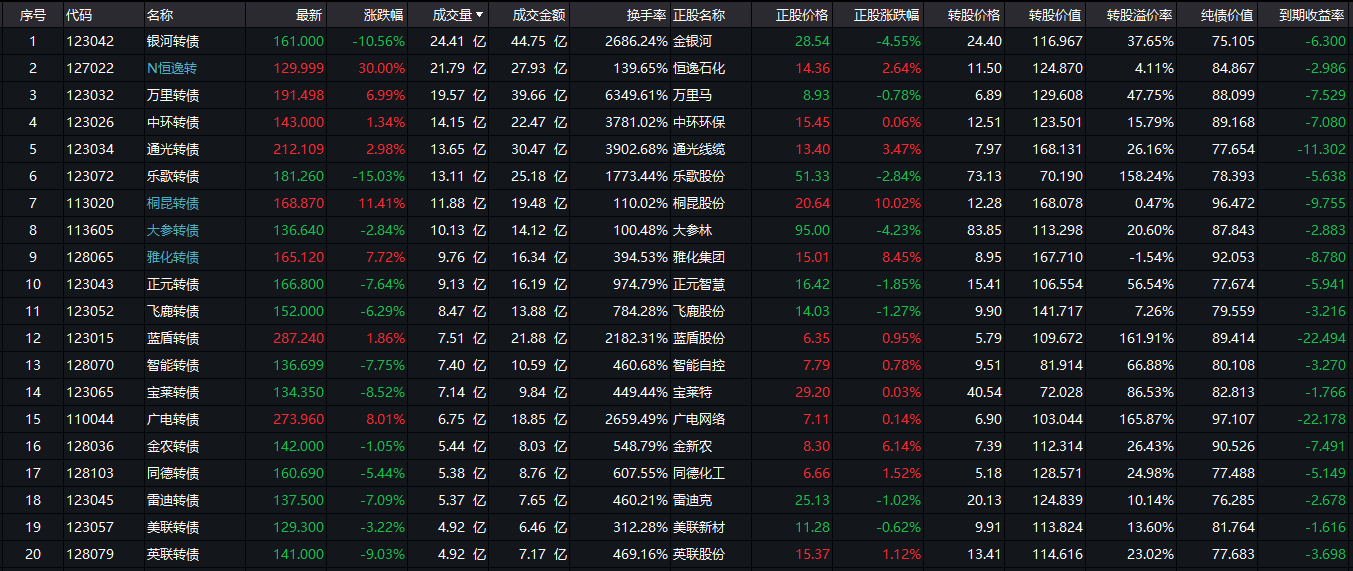 序号 代码 名称 最新 涨跌幅 成交量 成交金额 换手率 正股名称 正股价格 正股涨跌幅 转股价格 转股价值 转股溢价率 纯债价值 到期收益率
1 123042 银河转债 161.000 -10.56% 24.41 亿 44.75 亿 2686.24% 金银河 28.54 -4.55% 24.40 116.967 37.65% 75.105 -6.300
2 127022 N恒逸转 129.999 30.00% 21.79 亿 27.93 亿 139.65% 恒逸石化 14.36 2.64% 11.50 124.870 4.11% 84.867 -2.986
3 123032 万里转债 191.498 6.99% 19.57 亿 39.66 亿 6349.61% 万里马 8.93 -0.78% 6.89 129.608 47.75% 88.099 -7.529
4 123026 中环转债 143.000 1.34% 14.15 亿 22.47 亿 3781.02% 中环环保 15.45 0.06% 12.51 123.501 15.79% 89.168 -7.080
5 123034 通光转债 212.109 2.98% 13.65 亿 30.47 亿 3902.68% 通光线缆 13.40 3.47% 7.97 168.131 26.16% 77.654 -11.302
6 123072 乐歌转债 181.260 -15.03% 13.11 亿 25.18 亿 1773.44% 乐歌股份 51.33 -2.84% 73.13 70.190 158.24% 78.393 -5.638
7 113020 桐昆转债 168.870 11.41% 11.88 亿 19.48 亿 110.02% 桐昆股份 20.64 10.02% 12.28 168.078 0.47% 96.472 -9.755
8 113605 大参转债 136.640 -2.84% 10.13 亿 14.12 亿 100.48% 大参林 95.00 -4.23% 83.85 113.298 20.60% 87.843 -2.883
9 128065 雅化转债 165.120 7.72% 9.76 亿 16.34 亿 394.53% 雅化集团 15.01 8.45% 8.95 167.710 -1.54% 92.053 -8.780
10 123043 正元转债 166.800 -7.64% 9.13 亿 16.19 亿 974.79% 正元智慧 16.42 -1.85% 15.41 106.554 56.54% 77.674 -5.941
11 123052 飞鹿转债 152.000 -6.29% 8.47 亿 13.88 亿 784.28% 飞鹿股份 14.03 -1.27% 9.90 141.717 7.26% 79.559 -3.216
12 123015 蓝盾转债 287.240 1.86% 7.51 亿 21.88 亿 2182.31% 蓝盾股份 6.35 0.95% 5.79 109.672 161.91% 89.414 -22.494
13 128070 智能转债 136.699 -7.75% 7.40 亿 10.59 亿 460.68% 智能自控 7.79 0.78% 9.51 81.914 66.88% 80.108 -3.270
14 123065 宝莱转债 134.350 -8.52% 7.14 亿 9.84 亿 449.44% 宝莱特 29.20 0.03% 40.54 72.028 86.53% 82.813 -1.766
15 110044 广电转债 273.960 8.01% 6.75 亿 18.85 亿 2659.49% 广电网络 7.11 0.14% 6.90 103.044 165.87% 97.107 -22.178
16 128036 金农转债 142.000 -1.05% 5.44 亿 8.03 亿 548.79% 金新农 8.30 6.14% 7.39 112.314 26.43% 90.526 -7.491
17 128103 同德转债 160.690 -5.44% 5.38 亿 8.76 亿 607.55% 同德化工 6.66 1.52% 5.18 128.571 24.98% 77.488 -5.149
18 123045 雷迪转债 137.500 -7.09% 5.37 亿 7.65 亿 460.21% 雷迪克 25.13 -1.02% 20.13 124.839 10.14% 76.285 -2.678
19 123057 美联转债 129.300 -3.22% 4.92 亿 6.46 亿 312.28% 美联新材 11.28 -0.62% 9.91 113.824 13.60% 81.764 -1.616
20 128079 英联转债 141.000 -9.03% 4.92 亿 7.17 亿 469.16% 英联股份 15.37 1.12% 13.41 114.616 23.02% 77.683 -3.698